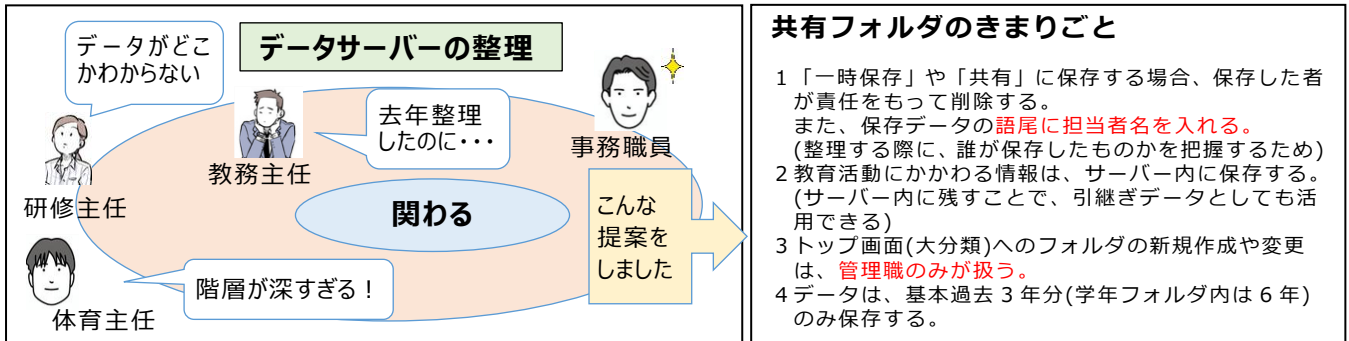 データがどこ
かわからない
データサーバーの整理
去年整理
したのに・・・
事務職員
教務主任
研修主任
関わる
こんな
提案を
しました
階層が深すぎる！
体育主任
共有フォルダのきまりごと
1「一時保存」や「共有」に保存する場合、保存した者
が責任をもって削除する。
また、保存データの語尾に担当者名を入れる。
(整理する際に、誰が保存したものかを把握するため)
2教育活動にかかわる情報は、サーバー内に保存する。
(サーバー内に残すことで、引継ぎデータとしても活
用できる)
3トップ画面(大分類)へのフォルダの新規作成や変更
は、管理職のみが扱う。
4データは、基本過去3年分(学年フォルダ内は6年)
のみ保存する。